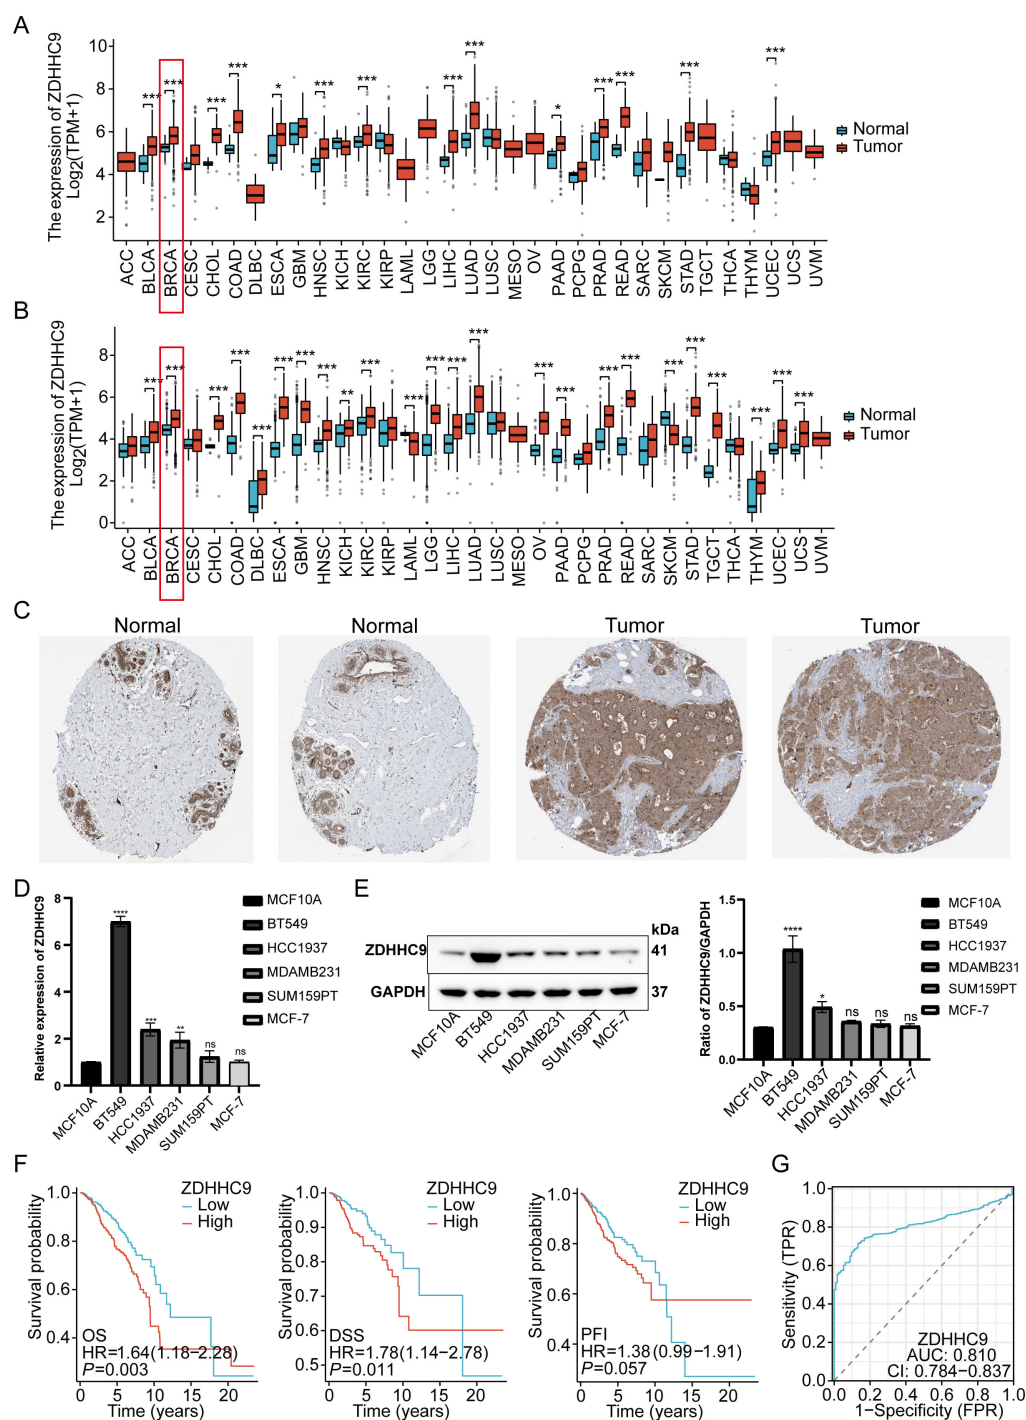 A
The expression of ZDHHC9
Log2(TPM+1)
10
8
6
4
2
*** *** *** *** * *** *** *** *** * *** *** *** ***
Normal
Tumor
ACC BLCA BRCA CESC CHOL COAD DLBC ESCA GBM HNSC KICH KIRC KIRP LAML LGG LIHC LUAD LUSC MESO OV PAAD PCPG PRAD READ SARC SKCM STAD TGCT THCA THYM UCEC UCS UVM
B
The expression of ZDHHC9
Log2(TPM+1)
8
6
4
2
0
*** *** *** *** *** *** *** *** ** *** *** *** *** *** *** *** *** *** *** *** *** *** *** ***
Normal
Tumor
ACC BLCA BRCA CESC CHOL COAD DLBC ESCA GBM HNSC KICH KIRC KIRP LAML LGG LIHC LUAD LUSC MESO OV PAAD PCPG PRAD READ SARC SKCM STAD TGCT THCA THYM UCEC UCS UVM
C
Normal Normal Tumor Tumor
D
Relative expression of ZDHHC9
8
6
4
2
0
**** *** ** ns ns
MCF10A
BT549
HCC1937
MDAMB231
SUM159PT
MCF-7
MCF10A BT549 HCC1937 MDAMB231 SUM159PT MCF-7
E
kDa
ZDHHC9 41
GAPDH 37
MCF10A BT549 HCC1937 MDAMB231 SUM159PT MCF-7
Ratio of ZDHHC9/GAPDH
1.5
1.0
0.5
0.0
**** * ns ns ns
MCF10A
BT549
HCC1937
MDAMB231
SUM159PT
MCF-7
MCF10A BT549 HCC1937 MDAMB231 SUM159PT MCF-7
F
Survival probability
1.0
0.8
0.6
0.4
ZDHHC9
Low
High
OS
HR=1.64(1.18−2.28)
P=0.003
0 5 10 15 20
Time (years)
Survival probability
1.0
0.9
0.8
0.7
0.6
0.5
ZDHHC9
Low
High
DSS
HR=1.78(1.14−2.78)
P=0.011
0 5 10 15 20
Time (years)
Survival probability
1.0
0.8
0.6
0.4
ZDHHC9
Low
High
PFI
HR=1.38(0.99−1.91)
P=0.057
0 5 10 15 20
Time (years)
G
Sensitivity (TPR)
1.0
0.8
0.6
0.4
0.2
0.0
ZDHHC9
AUC: 0.810
CI: 0.784−0.837
0.0 0.2 0.4 0.6 0.8 1.0
1−Specificity (FPR)